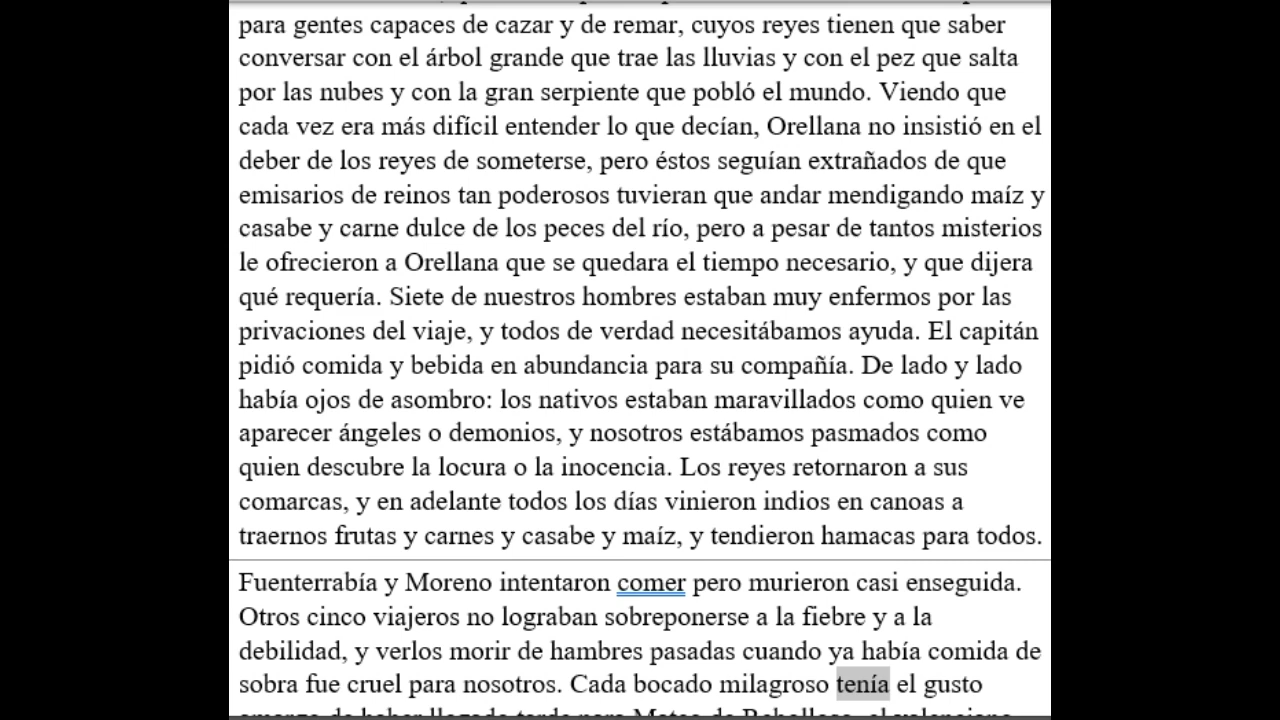 para gentes capaces de cazar y de remar, cuyos reyes tienen que saber
conversar con el árbol grande que trae las lluvias y con el pez que salta
por las nubes y con la gran serpiente que pobló el mundo. Viendo que
cada vez era más difícil entender lo que decían, Orellana no insistió en el
deber de los reyes de someterse, pero éstos seguían extrañados de que
emisarios de reinos tan poderosos tuvieran que andar mendigando maíz y
casabe y carne dulce de los peces del río, pero a pesar de tantos misterios
le ofrecieron a Orellana que se quedara el tiempo necesario, y que dijera
qué requería. Siete de nuestros hombres estaban muy enfermos por las
privaciones del viaje, y todos de verdad necesitábamos ayuda. El capitán
pidió comida y bebida en abundancia para su compañía. De lado y lado
había ojos de asombro: los nativos estaban maravillados como quien ve
aparecer ángeles o demonios, y nosotros estábamos pasmados como
quien descubre la locura o la inocencia. Los reyes retornaron a sus
comarcas, y en adelante todos los días vinieron indios en canoas a
traernos frutas y carnes y casabe y maíz, y tendieron hamacas para todos.
Fuenterrabía y Moreno intentaron comer pero murieron casi enseguida.
Otros cinco viajeros no lograban sobreponerse a la fiebre y a la
debilidad, y verlos morir de hambres pasadas cuando ya había comida de
sobra fue cruel para nosotros. Cada bocado milagroso tenía el gusto